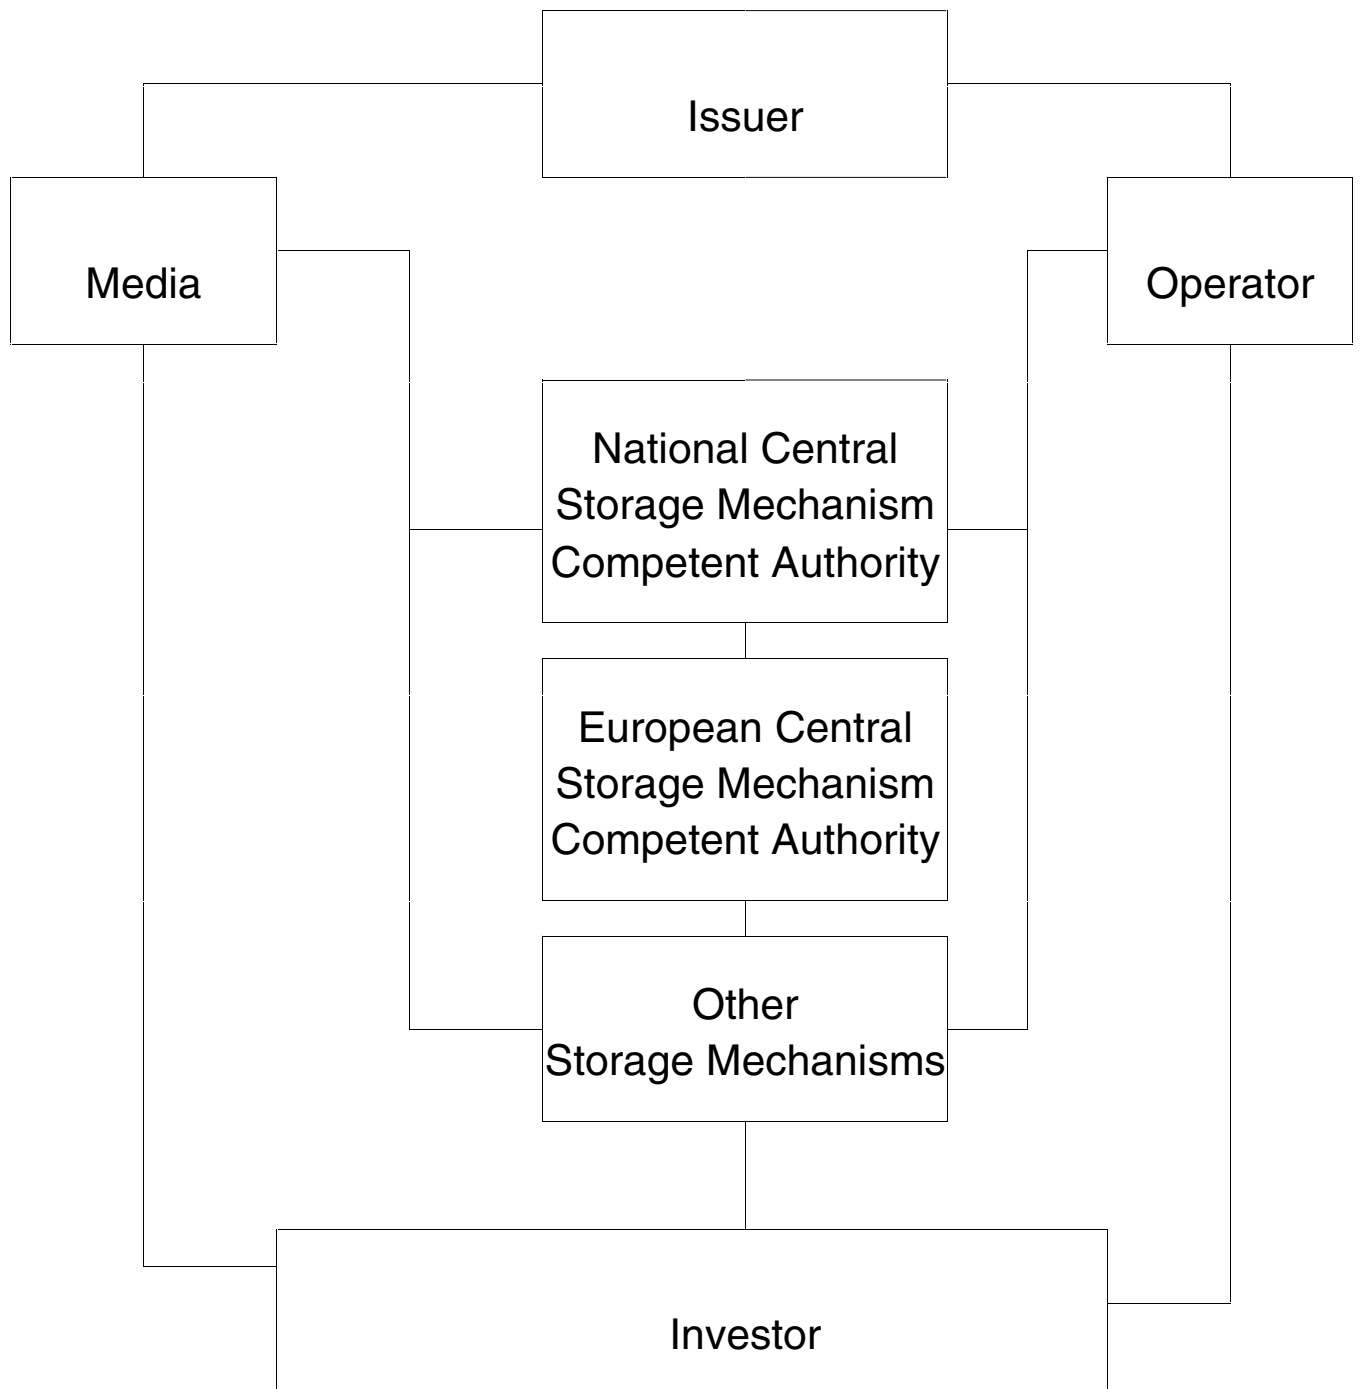 Issuer
Media
Operator
National Central
Storage Mechanism
Competent Authority
European Central
Storage Mechanism
Competent Authority
Other
Storage Mechanisms
Investor